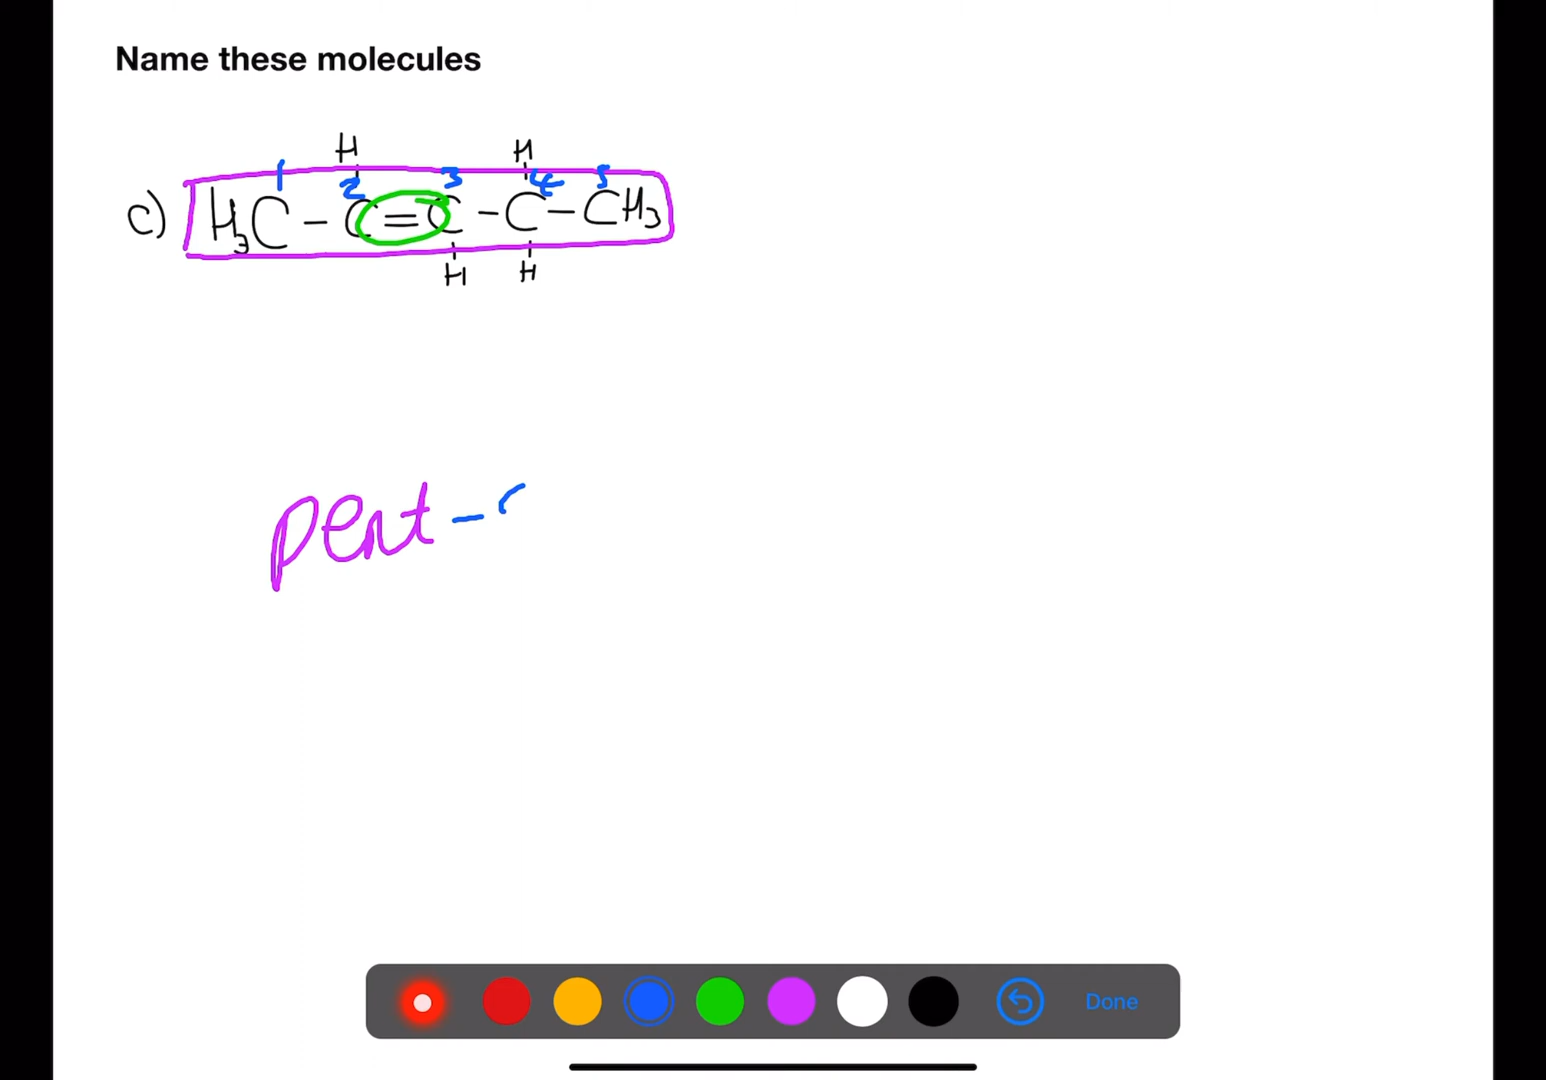 Name these molecules
H H
1 2 3 4 5
c) H₃C - C = C - C - CH₃
H H
pent -
Done